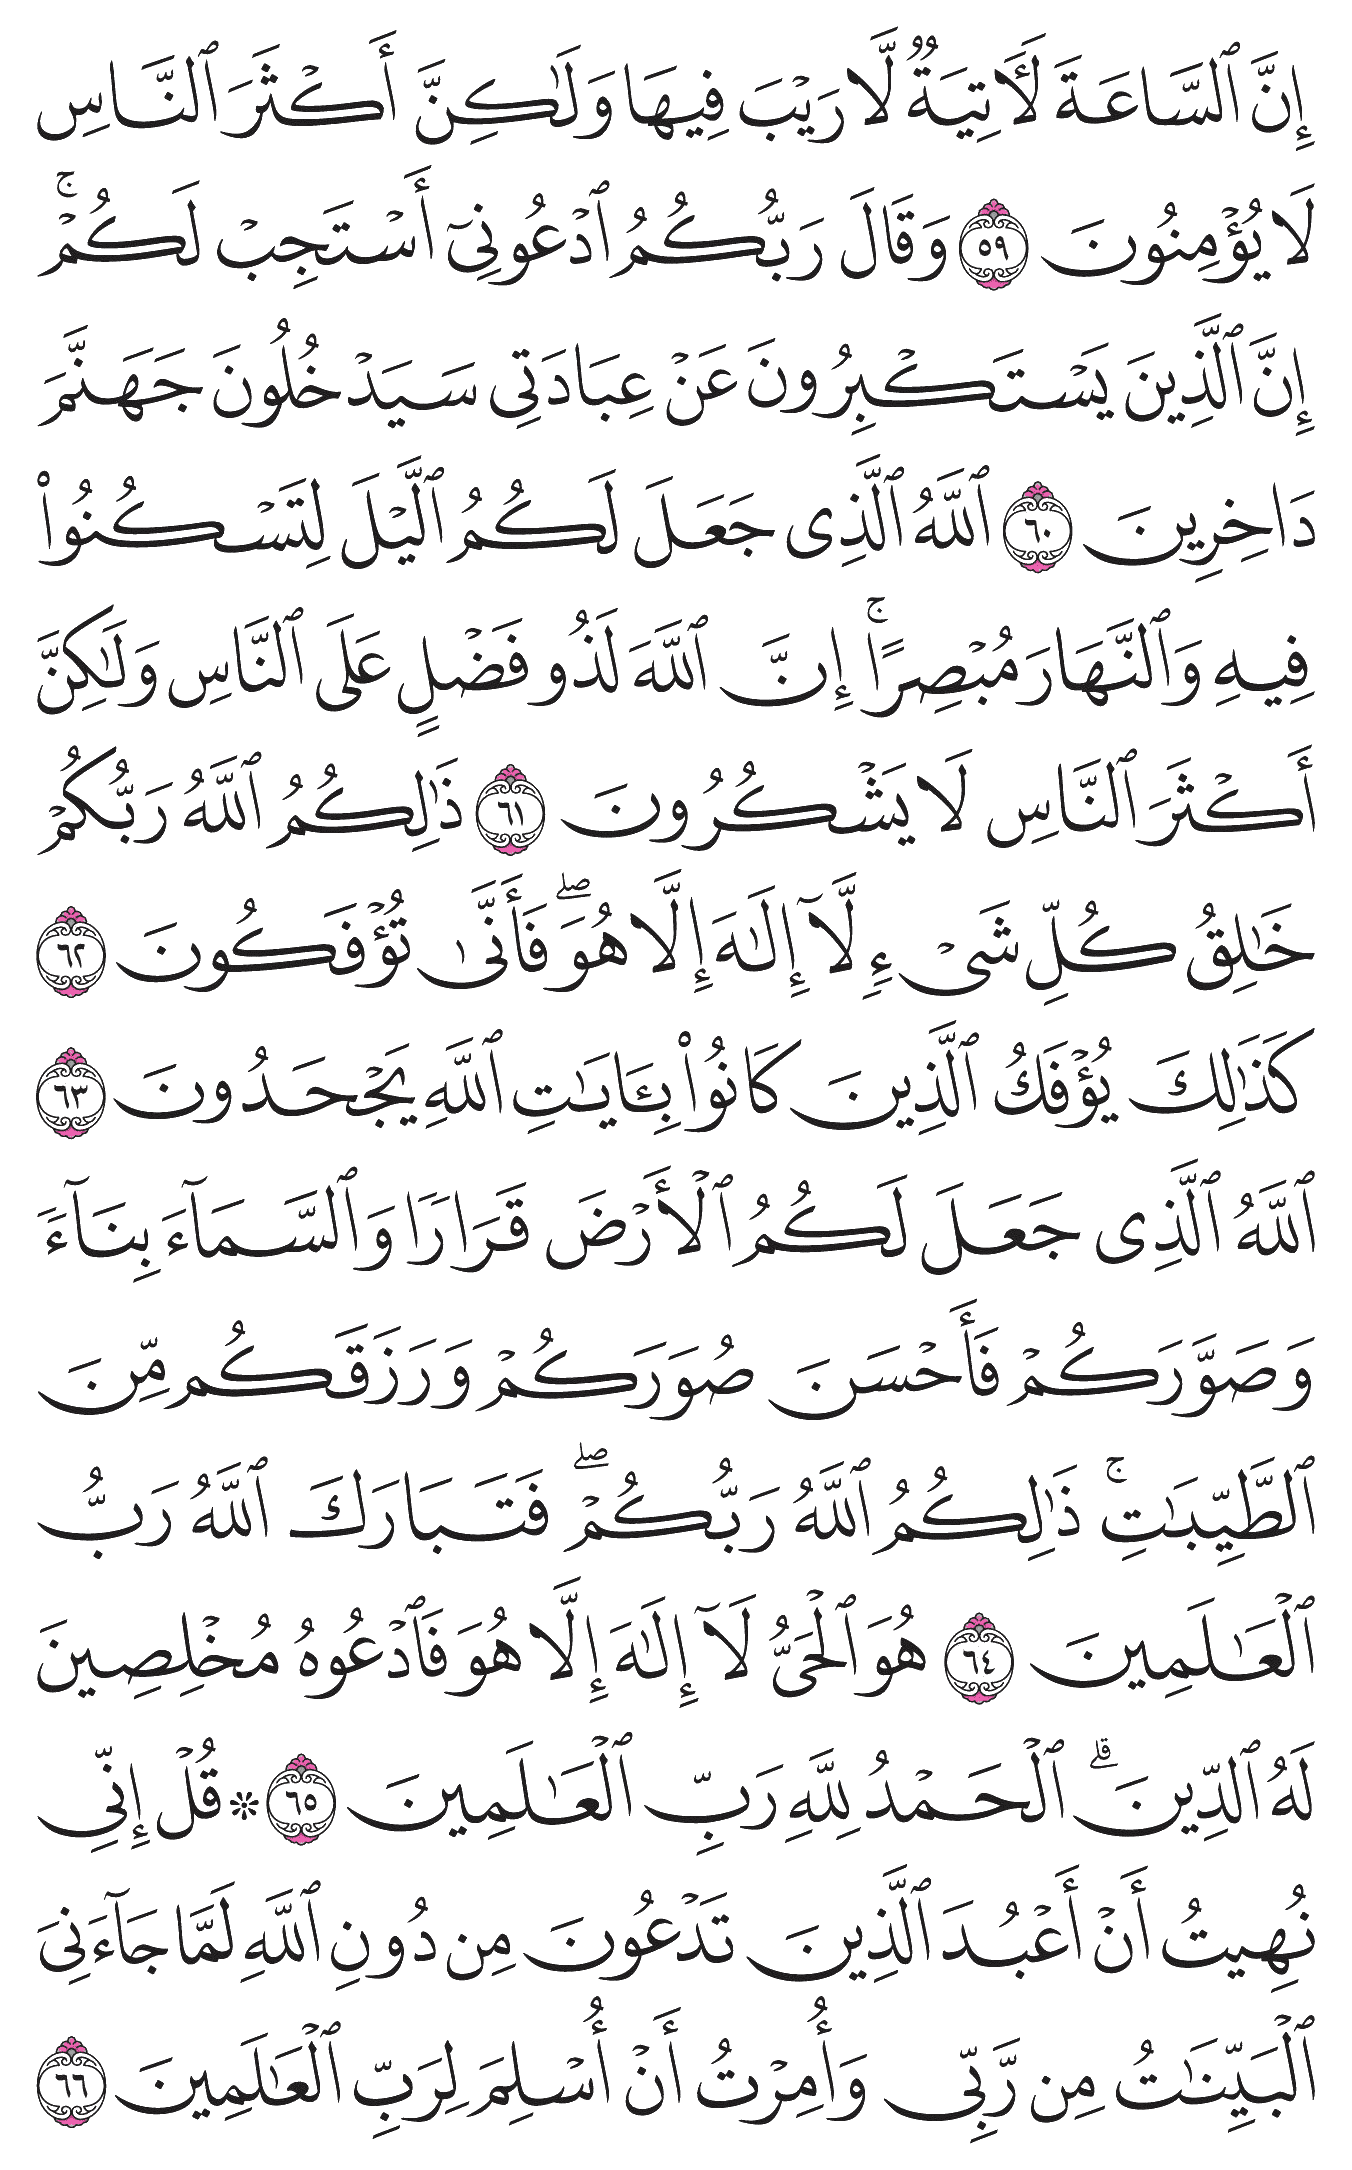 إِنَّ ٱلسَّاعَةَ لَـَٔاتِيَةٌ لَّا رَيْبَ فِيهَا وَلَـٰكِنَّ أَكْثَرَ ٱلنَّاسِ
لَا يُؤْمِنُونَ ٥٩ وَقَالَ رَبُّكُمُ ٱدْعُونِىٓ أَسْتَجِبْ لَكُمْ ۚ
إِنَّ ٱلَّذِينَ يَسْتَكْبِرُونَ عَنْ عِبَادَتِى سَيَدْخُلُونَ جَهَنَّمَ
دَاخِرِينَ ٦٠ ٱللَّهُ ٱلَّذِى جَعَلَ لَكُمُ ٱلَّيْلَ لِتَسْكُنُوا۟
فِيهِ وَٱلنَّهَارَ مُبْصِرًا ۚ إِنَّ ٱللَّهَ لَذُو فَضْلٍ عَلَى ٱلنَّاسِ وَلَـٰكِنَّ
أَكْثَرَ ٱلنَّاسِ لَا يَشْكُرُونَ ٦١ ذَٰلِكُمُ ٱللَّهُ رَبُّكُمْ
خَـٰلِقُ كُلِّ شَىْءٍ لَّآ إِلَـٰهَ إِلَّا هُوَ ۖ فَأَنَّىٰ تُؤْفَكُونَ ٦٢
كَذَٰلِكَ يُؤْفَكُ ٱلَّذِينَ كَانُوا۟ بِـَٔايَـٰتِ ٱللَّهِ يَجْحَدُونَ ٦٣
ٱللَّهُ ٱلَّذِى جَعَلَ لَكُمُ ٱلْأَرْضَ قَرَارًا وَٱلسَّمَآءَ بِنَآءً
وَصَوَّرَكُمْ فَأَحْسَنَ صُوَرَكُمْ وَرَزَقَكُم مِّنَ
ٱلطَّيِّبَـٰتِ ۚ ذَٰلِكُمُ ٱللَّهُ رَبُّكُمْ ۖ فَتَبَارَكَ ٱللَّهُ رَبُّ
ٱلْعَـٰلَمِينَ ٦٤ هُوَ ٱلْحَىُّ لَآ إِلَـٰهَ إِلَّا هُوَ فَٱدْعُوهُ مُخْلِصِينَ
لَهُ ٱلدِّينَ ۗ ٱلْحَمْدُ لِلَّهِ رَبِّ ٱلْعَـٰلَمِينَ ٦٥ ۞ قُلْ إِنِّى
نُهِيتُ أَنْ أَعْبُدَ ٱلَّذِينَ تَدْعُونَ مِن دُونِ ٱللَّهِ لَمَّا جَآءَنِىَ
ٱلْبَيِّنَـٰتُ مِن رَّبِّى وَأُمِرْتُ أَنْ أُسْلِمَ لِرَبِّ ٱلْعَـٰلَمِينَ ٦٦